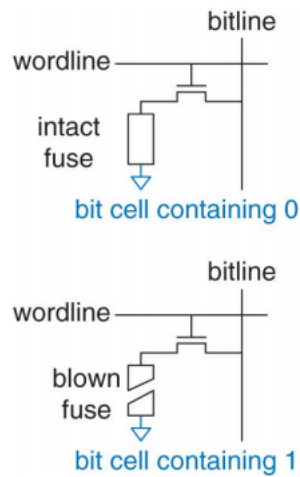 bitline
wordline
intact
fuse
bit cell containing 0
bitline
wordline
blown
fuse
bit cell containing 1